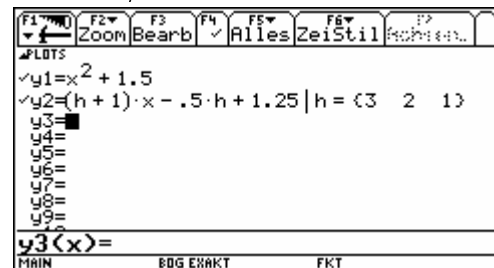 F1 F2 Zoom F3 Bearb F4 ✓ F5 Alles F6 ZeiStil F7
PLOTS
✓y1=x² + 1.5
✓y2=(h + 1)·x - .5·h + 1.25 | h = {3 2 1}
y3=
y4=
y5=
y6=
y7=
y8=
y9=
y3(x)=
MAIN BOG EXAKT FKT